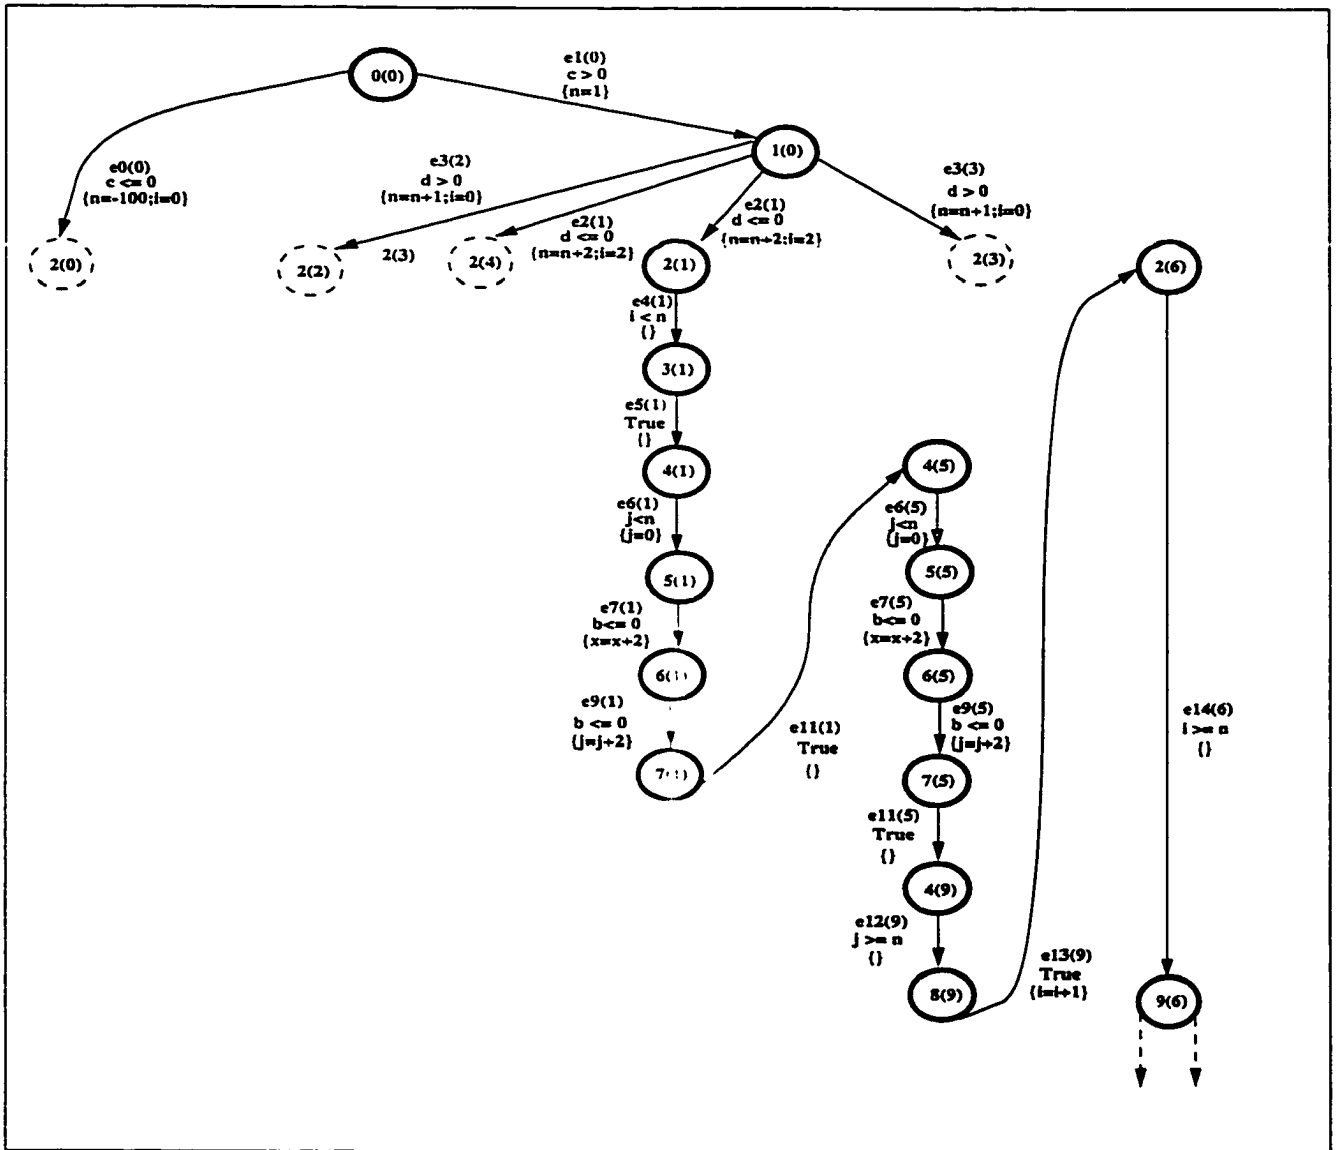 0(0)
e1(0)
c > 0
{n=1}
1(0)
e0(0)
c <= 0
{n=-100;i=0}
e3(2)
d > 0
{n=n+1;i=0}
e2(1)
d <= 0
{n=n+2;i=2}
e2(1)
d <= 0
{n=n+2;i=2}
e3(3)
d > 0
{n=n+1;i=0}
2(0)
2(2)
2(3)
2(4)
2(1)
2(3)
2(6)
e4(1)
i < n
{}
3(1)
e5(1)
True
{}
4(1)
e6(1)
j<n
{j=0}
5(1)
e7(1)
b<= 0
{x=x+2}
6(1)
e9(1)
b <= 0
{j=j+2}
7(1)
e11(1)
True
{}
4(5)
e6(5)
j<n
{j=0}
5(5)
e7(5)
b<= 0
{x=x+2}
6(5)
e9(5)
b <= 0
{j=j+2}
7(5)
e11(5)
True
{}
4(9)
e12(9)
j >= n
{}
8(9)
e13(9)
True
{i=i+1}
e14(6)
i >= n
{}
9(6)